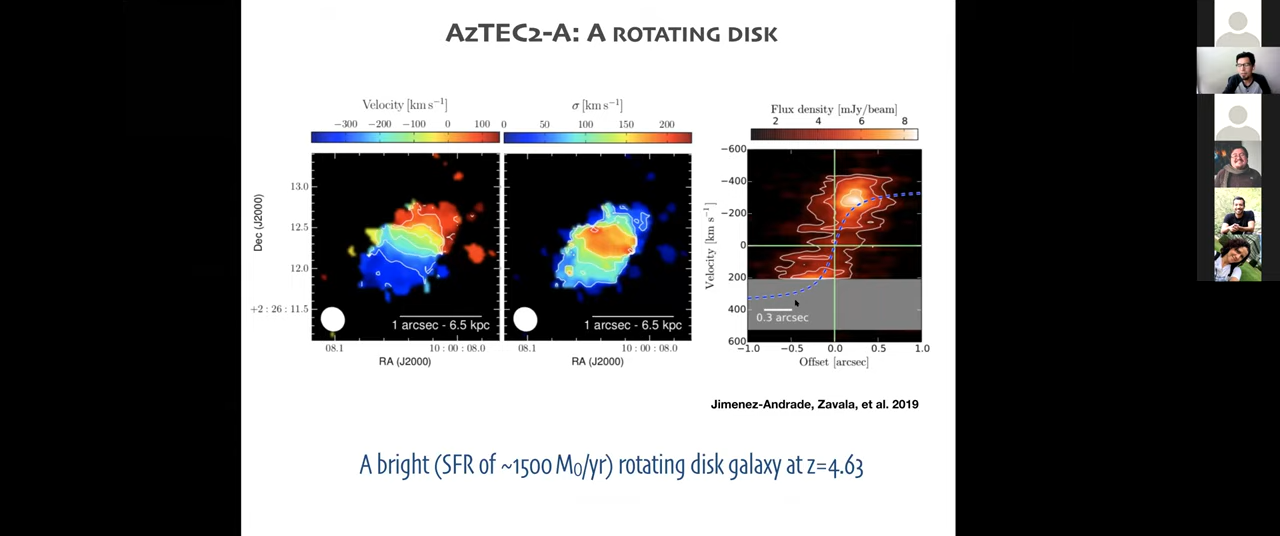 AzTEC2-A: A ROTATING DISK
Velocity [km s⁻¹]
−300 −200 −100 0 100
σ [km s⁻¹]
0 50 100 150 200
Flux density [mJy/beam]
2 4 6 8
Dec (J2000)
13.0
12.5
12.0
+2 : 26 : 11.5
1 arcsec - 6.5 kpc
08.1 10 : 00 : 08.0
RA (J2000)
1 arcsec - 6.5 kpc
08.1 10 : 00 : 08.0
RA (J2000)
Velocity [km s⁻¹]
−600
−400
−200
0
200
400
600
0.3 arcsec
−1.0 −0.5 0.0 0.5 1.0
Offset [arcsec]
Jimenez-Andrade, Zavala, et al. 2019
A bright (SFR of ~1500 M₀/yr) rotating disk galaxy at z=4.63